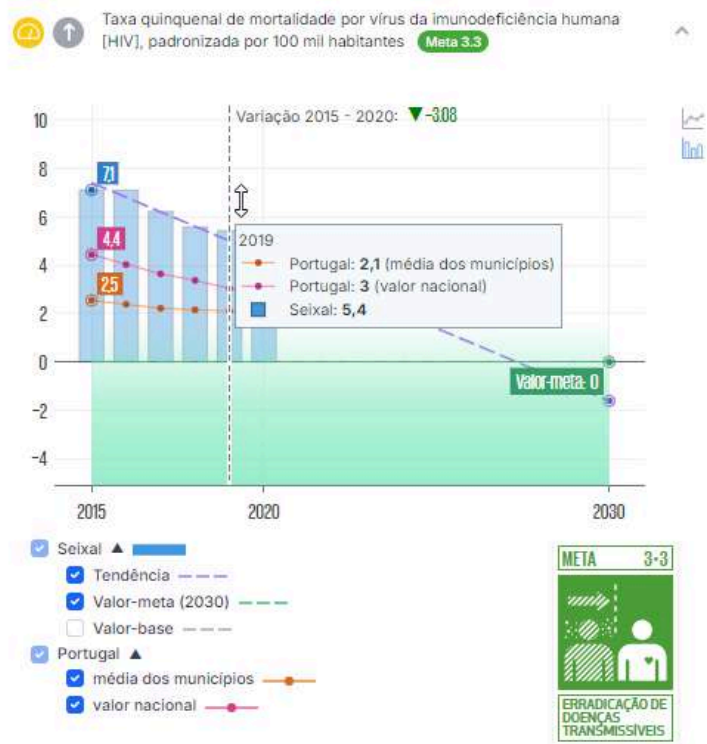 Taxa quinquenal de mortalidade por vírus da imunodeficiência humana
[HIV], padronizada por 100 mil habitantes Meta 3.3
Variação 2015 - 2020: ▼-3.08
10
8
6
4
2
0
-2
-4
7,1
4,4
2,5
2019
Portugal: 2,1 (média dos municípios)
Portugal: 3 (valor nacional)
Seixal: 5,4
Valor-meta: 0
2015
2020
2030
Seixal ▲
Tendência
Valor-meta (2030)
Valor-base
Portugal ▲
média dos municípios
valor nacional
META 3·3
ERRADICAÇÃO DE
DOENÇAS
TRANSMISSÍVEIS